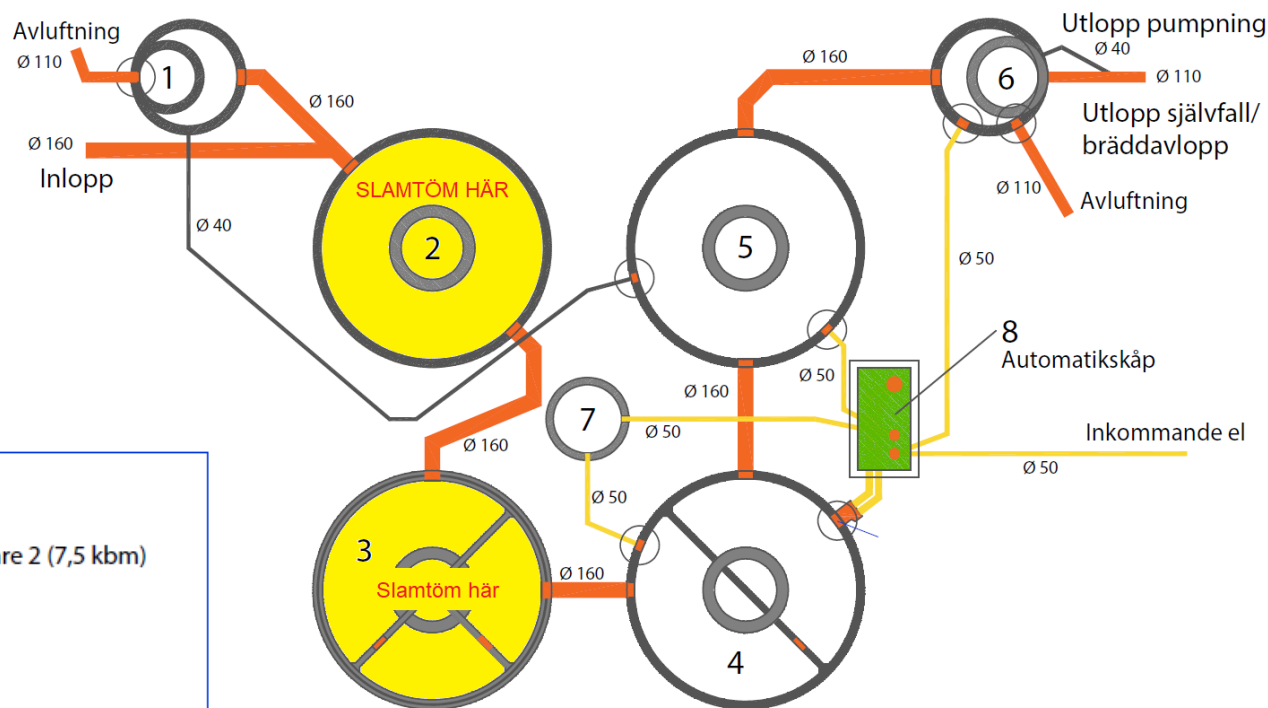 Avluftning
Ø 110
1
Ø 160
Ø 160
Inlopp
Ø 40
SLAMTÖM HÄR
2
Ø 160
3
Slamtöm här
Ø 160
4
Ø 160
5
Ø 160
Ø 50
7
Ø 50
Ø 50
6
Utlopp pumpning
Ø 40
Ø 110
Utlopp självfall/
bräddavlopp
Ø 110
Avluftning
Ø 50
8
Automatikskåp
Inkommande el
Ø 50
re 2 (7,5 kbm)